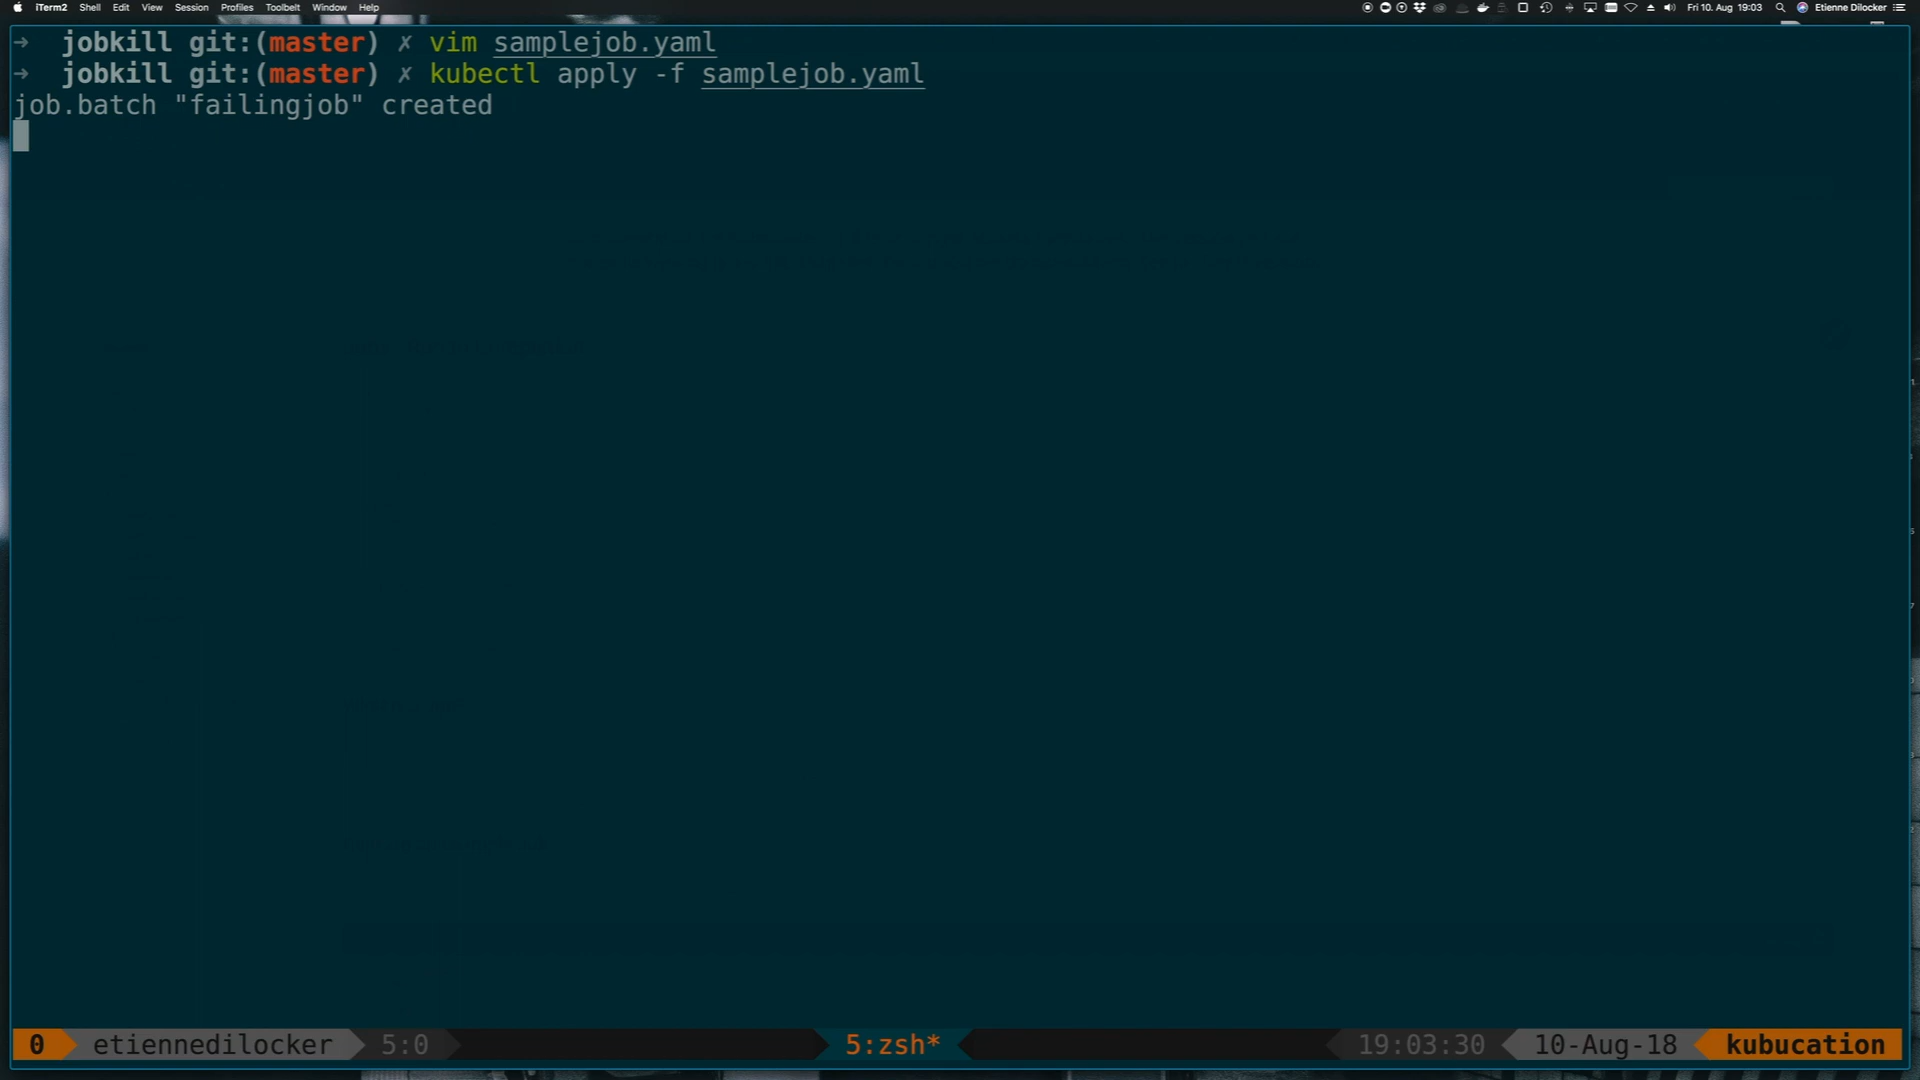 iTerm2 Shell Edit View Session Profiles Toolbelt Window Help Fri 10. Aug 19:03 Etienne Dilocker
→ jobkill git:(master) ✗ vim samplejob.yaml
→ jobkill git:(master) ✗ kubectl apply -f samplejob.yaml
job.batch "failingjob" created
0 etiennedilocker 5:0 5:zsh* 19:03:30 10-Aug-18 kubucation